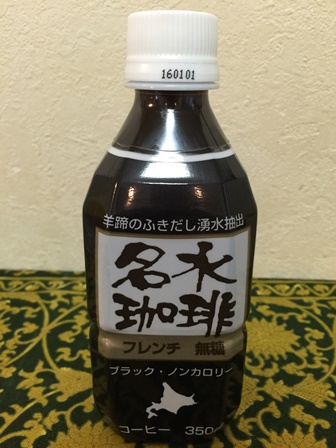 160101
羊蹄のふきだし湧水抽出
名水
珈琲
フレンチ 無糖
ブラック・ノンカロリー
コーヒー 350